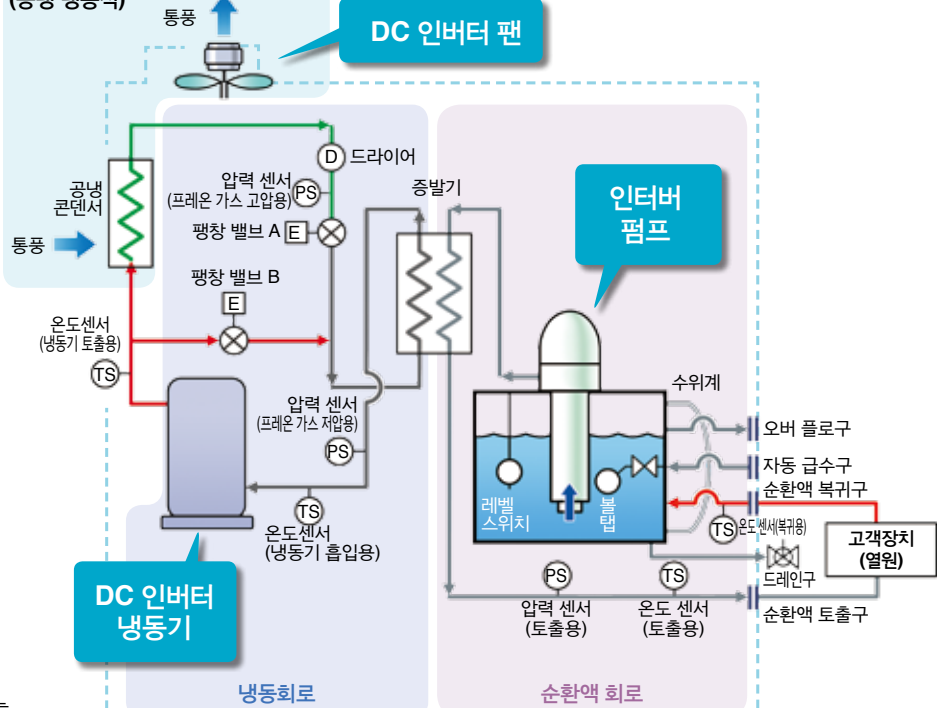 통풍
DC 인버터 팬
D
드라이어
압력 센서
(프레온 가스 고압용)
PS
증발기
인터버
펌프
공냉
콘덴서
팽창 밸브 A
E
통풍
팽창 밸브 B
E
온도센서
(냉동기 토출용)
TS
수위계
압력 센서
(프레온 가스 저압용)
PS
오버 플로구
자동 급수구
순환액 복귀구
레벨
스위치
볼
탭
TS
온도센서
(냉동기 흡입용)
TS
온도 센서(복귀용)
고객장치
(열원)
드레인구
PS
압력 센서
(토출용)
TS
온도 센서
(토출용)
순환액 토출구
DC 인버터
냉동기
냉동회로
순환액 회로